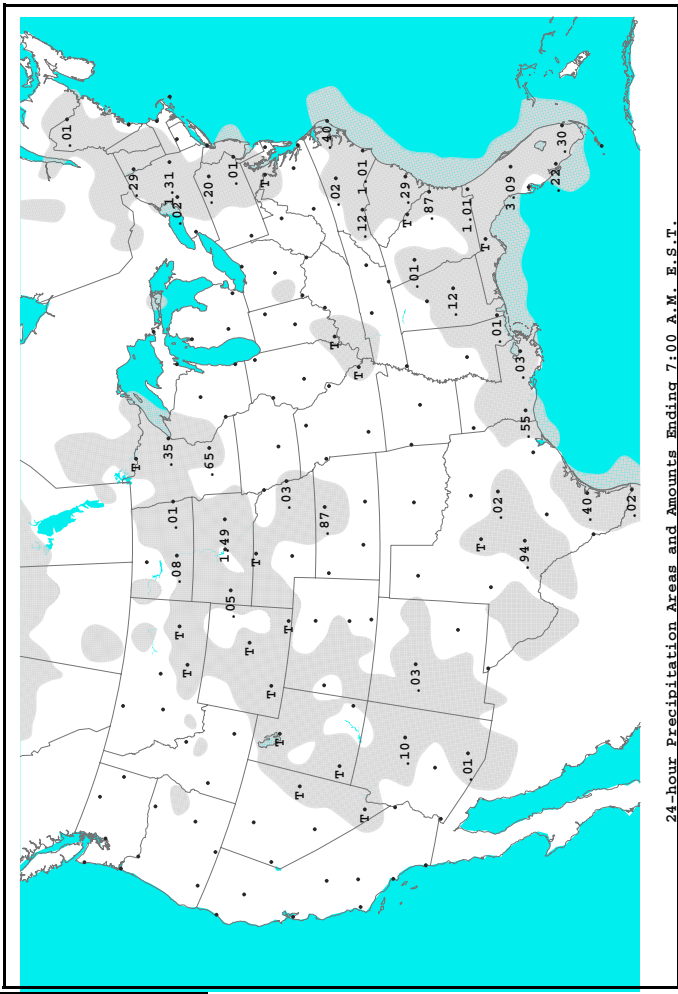 .01
T
.29
.01
.35
1.31
.08
.02
T
T
.65
.20
.05
1.49
.01
T
T
T
T
T
T
.03
T
.87
.40
T
T
.02
T
T
.12
1.01
.10
T
.29
.03
.01
.87
.12
.01
1.01
T
T
.02
.01
3.09
.94
.55
.03
.22
.30
.40
.02
24-hour Precipitation Areas and Amounts Ending 7:00 A.M. E.S.T.